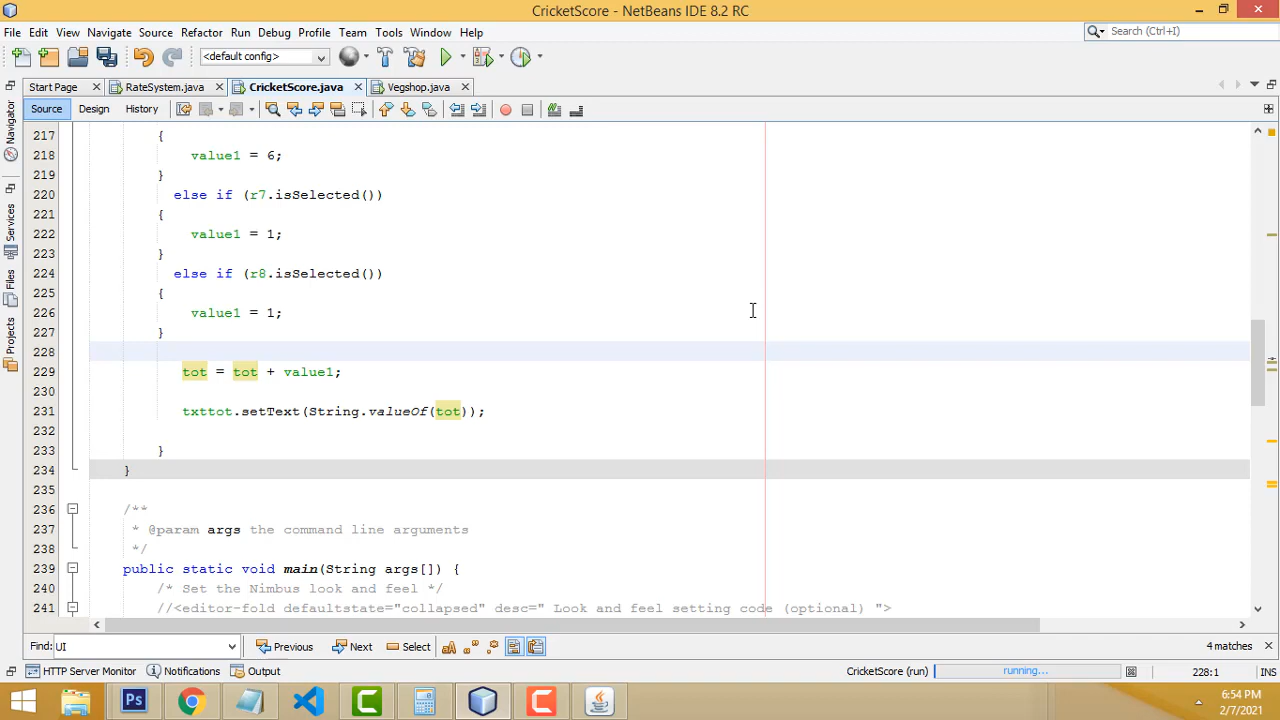 CricketScore - NetBeans IDE 8.2 RC
File Edit View Navigate Source Refactor Run Debug Profile Team Tools Window Help
Search (Ctrl+I)
<default config>
Start Page RateSystem.java CricketScore.java Vegshop.java
Source Design History
Navigator
Services
Files
Projects
217 {
218 value1 = 6;
219 }
220 else if (r7.isSelected())
221 {
222 value1 = 1;
223 }
224 else if (r8.isSelected())
225 {
226 value1 = 1;
227 }
228
229 tot = tot + value1;
230
231 txttot.setText(String.valueOf(tot));
232
233 }
234 }
235
236 /**
237 * @param args the command line arguments
238 */
239 public static void main(String args[]) {
240 /* Set the Nimbus look and feel */
241 //<editor-fold defaultstate="collapsed" desc=" Look and feel setting code (optional) ">
Find: UI Previous Next Select 4 matches
HTTP Server Monitor Notifications Output CricketScore (run) running... 228:1 INS
6:54 PM
2/7/2021